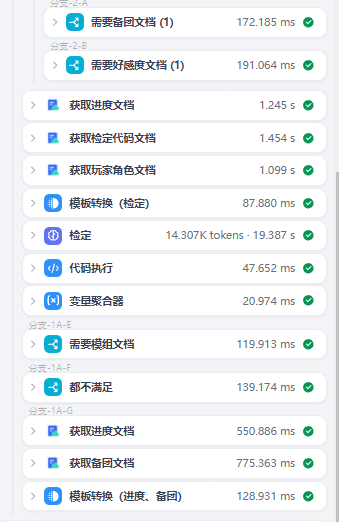 分支-2-A
需要备团文档 (1) 172.185 ms
分支-2-B
需要好感度文档 (1) 191.064 ms
获取进度文档 1.245 s
获取检定代码文档 1.454 s
获取玩家角色文档 1.099 s
模板转换（检定） 87.880 ms
检定 14.307K tokens · 19.387 s
代码执行 47.652 ms
变量聚合器 20.974 ms
分支-1A-E
需要模组文档 119.913 ms
分支-1A-F
都不满足 139.174 ms
分支-1A-G
获取进度文档 550.886 ms
获取备团文档 775.363 ms
模板转换（进度、备团） 128.931 ms